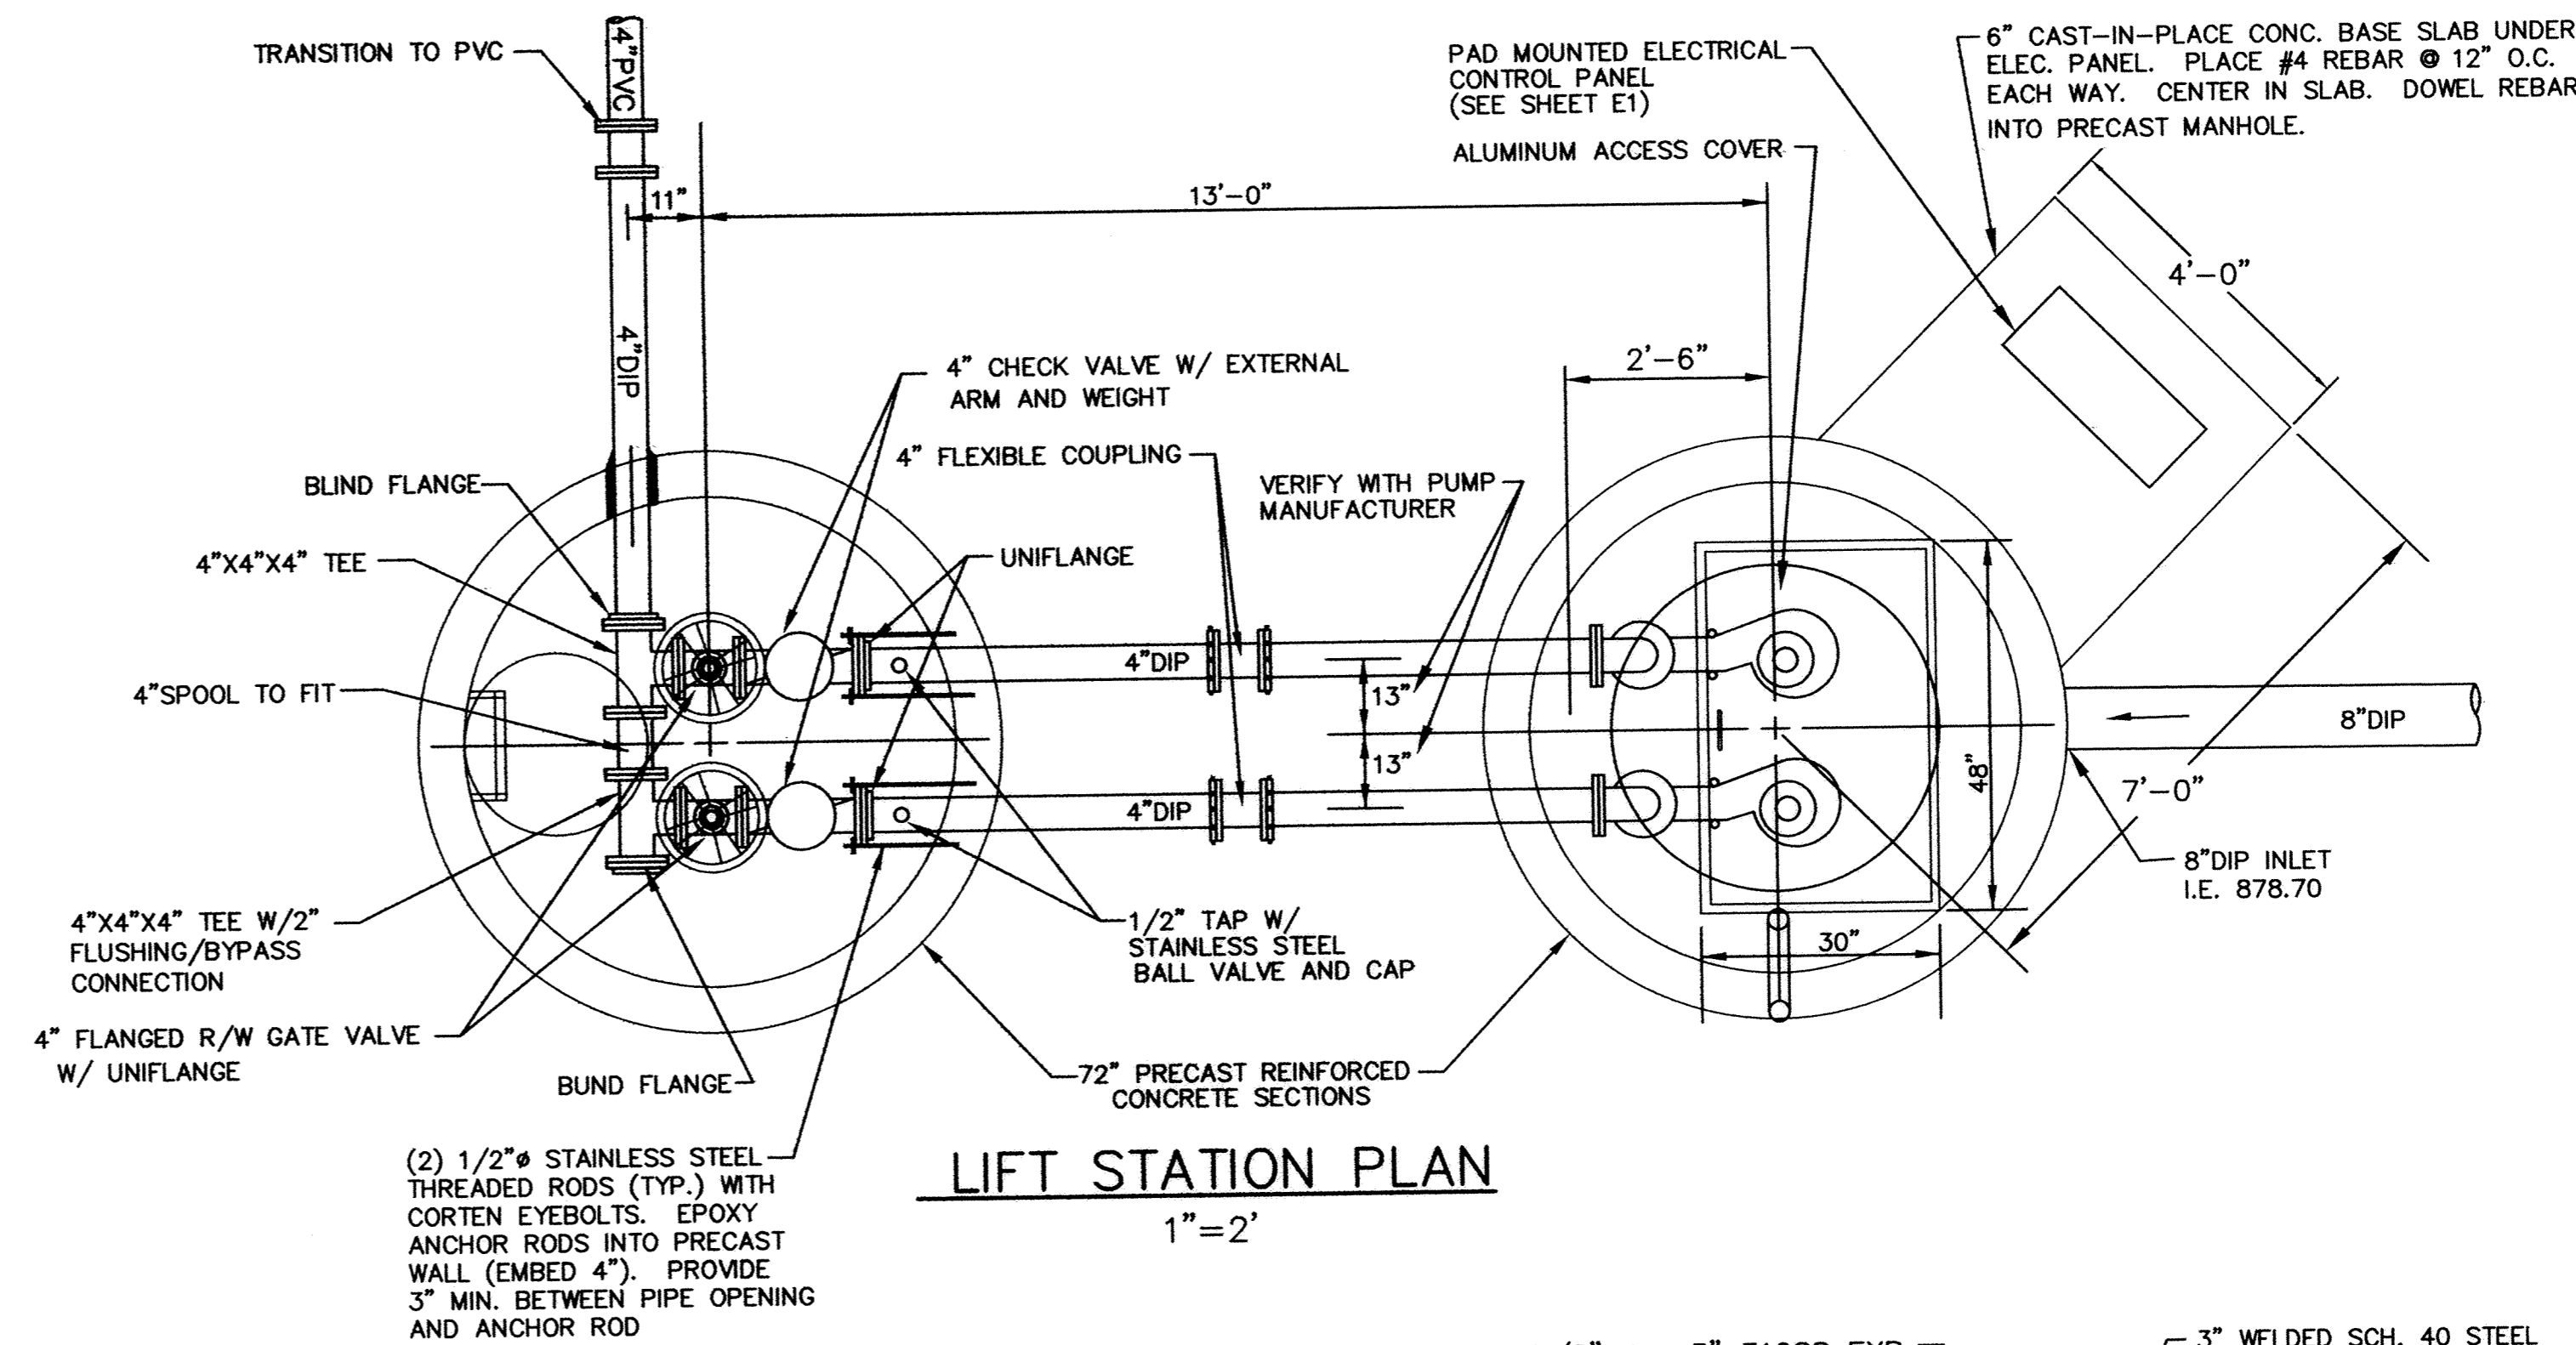 TRANSITION TO PVC
4"PVC
PAD MOUNTED ELECTRICAL
CONTROL PANEL
(SEE SHEET E1)
6" CAST-IN-PLACE CONC. BASE SLAB UNDER
ELEC. PANEL. PLACE #4 REBAR @ 12" O.C.
EACH WAY. CENTER IN SLAB. DOWEL REBAR
INTO PRECAST MANHOLE.
ALUMINUM ACCESS COVER
11"
13'-0"
4'-0"
4"DIP
4" CHECK VALVE W/ EXTERNAL
ARM AND WEIGHT
2'-6"
4" FLEXIBLE COUPLING
BLIND FLANGE
VERIFY WITH PUMP
MANUFACTURER
4"X4"X4" TEE
UNIFLANGE
4"DIP
13"
4"SPOOL TO FIT
8"DIP
13"
4"DIP
48"
7'-0"
8"DIP INLET
I.E. 878.70
4"X4"X4" TEE W/2"
FLUSHING/BYPASS
CONNECTION
1/2" TAP W/
STAINLESS STEEL
BALL VALVE AND CAP
30"
4" FLANGED R/W GATE VALVE
W/ UNIFLANGE
BUND FLANGE
72" PRECAST REINFORCED
CONCRETE SECTIONS
(2) 1/2"ø STAINLESS STEEL
THREADED RODS (TYP.) WITH
CORTEN EYEBOLTS. EPOXY
ANCHOR RODS INTO PRECAST
WALL (EMBED 4"). PROVIDE
3" MIN. BETWEEN PIPE OPENING
AND ANCHOR ROD
LIFT STATION PLAN
1"=2'
3" WELDED SCH. 40 STEEL